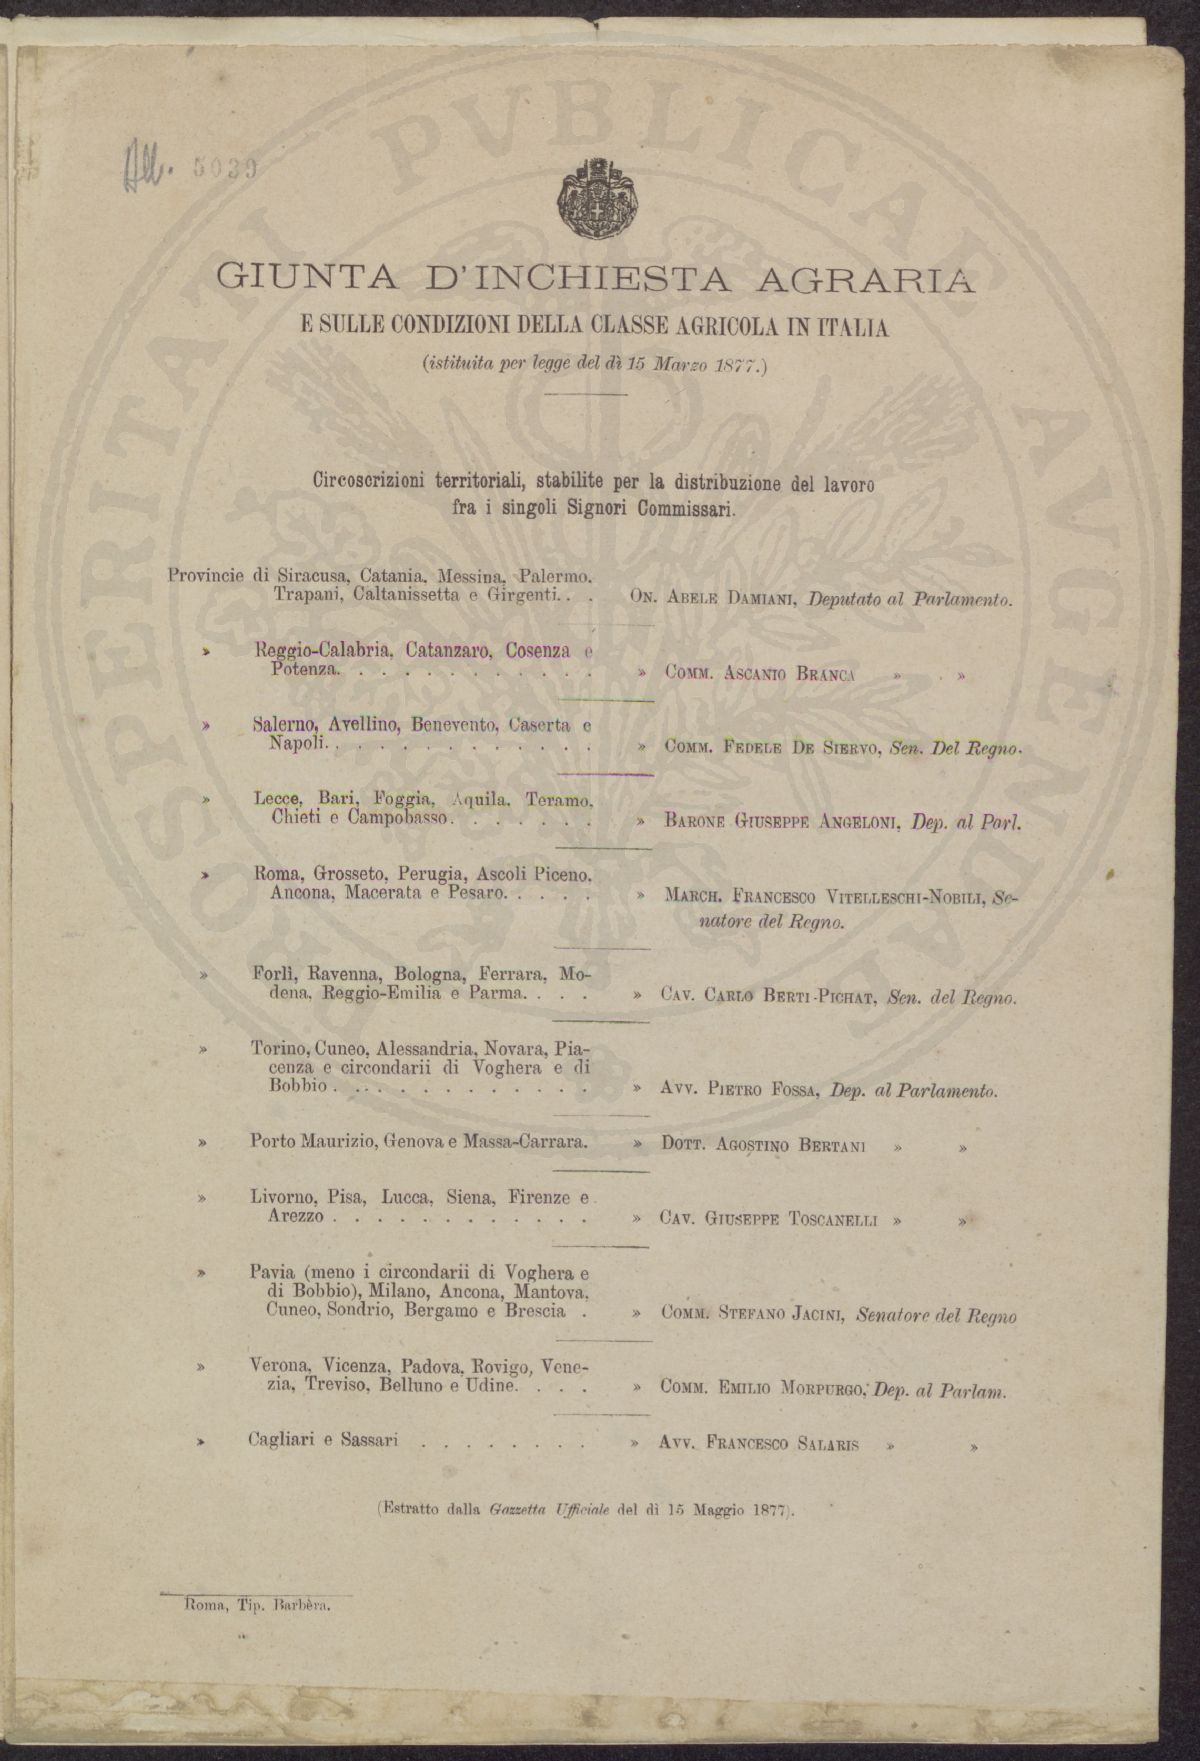 All. 5039
GIUNTA D'INCHIESTA AGRARIA
E SULLE CONDIZIONI DELLA CLASSE AGRICOLA IN ITALIA
(istituita per legge del dì 15 Marzo 1877.)
Circoscrizioni territoriali, stabilite per la distribuzione del lavoro
fra i singoli Signori Commissari.
Provincie di Siracusa, Catania, Messina, Palermo,
Trapani, Caltanissetta e Girgenti. . . On. Abele Damiani, Deputato al Parlamento.
» Reggio-Calabria, Catanzaro, Cosenza e
Potenza. . . . . . . . . . . . » Comm. Ascanio Branca » »
» Salerno, Avellino, Benevento, Caserta e
Napoli. . . . . . . . . . . . . » Comm. Fedele De Siervo, Sen. Del Regno.
» Lecce, Bari, Foggia, Aquila, Teramo,
Chieti e Campobasso. . . . . . . » Barone Giuseppe Angeloni, Dep. al Parl.
» Roma, Grosseto, Perugia, Ascoli Piceno,
Ancona, Macerata e Pesaro. . . . . » March. Francesco Vitelleschi-Nobili, Se-
natore del Regno.
» Forlì, Ravenna, Bologna, Ferrara, Mo-
dena, Reggio-Emilia e Parma. . . . » Cav. Carlo Berti-Pichat, Sen. del Regno.
» Torino, Cuneo, Alessandria, Novara, Pia-
cenza e circondarii di Voghera e di
Bobbio . . . . . . . . . . . . » Avv. Pietro Fossa, Dep. al Parlamento.
» Porto Maurizio, Genova e Massa-Carrara. » Dott. Agostino Bertani » »
» Livorno, Pisa, Lucca, Siena, Firenze e
Arezzo . . . . . . . . . . . . » Cav. Giuseppe Toscanelli » »
» Pavia (meno i circondarii di Voghera e
di Bobbio), Milano, Ancona, Mantova,
Cuneo, Sondrio, Bergamo e Brescia . » Comm. Stefano Jacini, Senatore del Regno
» Verona, Vicenza, Padova, Rovigo, Vene-
zia, Treviso, Belluno e Udine. . . . » Comm. Emilio Morpurgo, Dep. al Parlam.
» Cagliari e Sassari . . . . . . . . » Avv. Francesco Salaris » »
(Estratto dalla Gazzetta Ufficiale del dì 15 Maggio 1877).
Roma, Tip. Barbèra.
PROSPERITATI PVBLICAE AVGENDAE